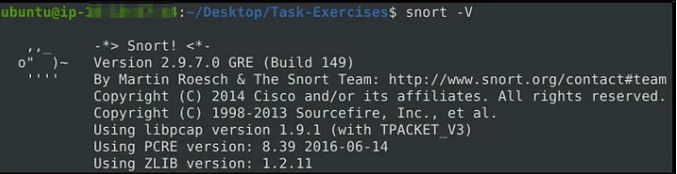 ubuntu@ip- :~/Desktop/Task-Exercises$ snort -V
,,_ -*> Snort! <*-
o" )~ Version 2.9.7.0 GRE (Build 149)
'''' By Martin Roesch & The Snort Team: http://www.snort.org/contact#team
Copyright (C) 2014 Cisco and/or its affiliates. All rights reserved.
Copyright (C) 1998-2013 Sourcefire, Inc., et al.
Using libpcap version 1.9.1 (with TPACKET_V3)
Using PCRE version: 8.39 2016-06-14
Using ZLIB version: 1.2.11